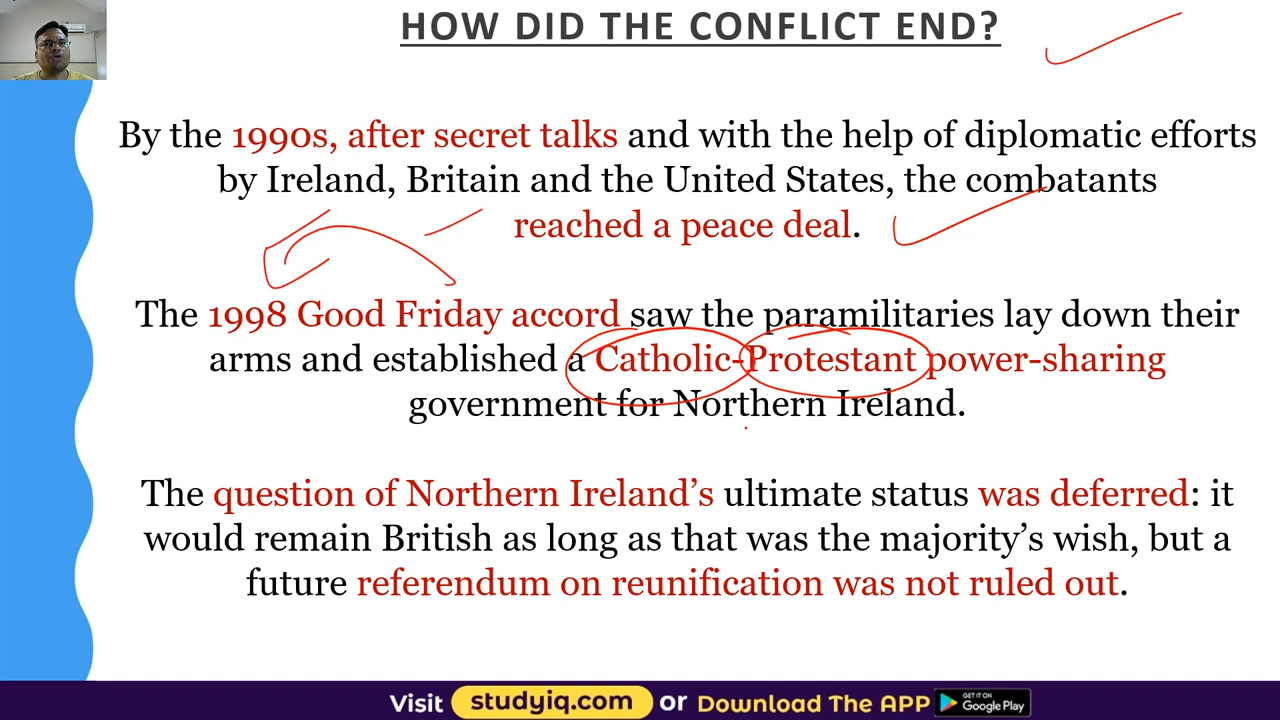 HOW DID THE CONFLICT END?
By the 1990s, after secret talks and with the help of diplomatic efforts
by Ireland, Britain and the United States, the combatants
reached a peace deal.
The 1998 Good Friday accord saw the paramilitaries lay down their
arms and established a Catholic-Protestant power-sharing
government for Northern Ireland.
The question of Northern Ireland's ultimate status was deferred: it
would remain British as long as that was the majority's wish, but a
future referendum on reunification was not ruled out.
Visit studyiq.com or Download The APP GET IT ON Google Play